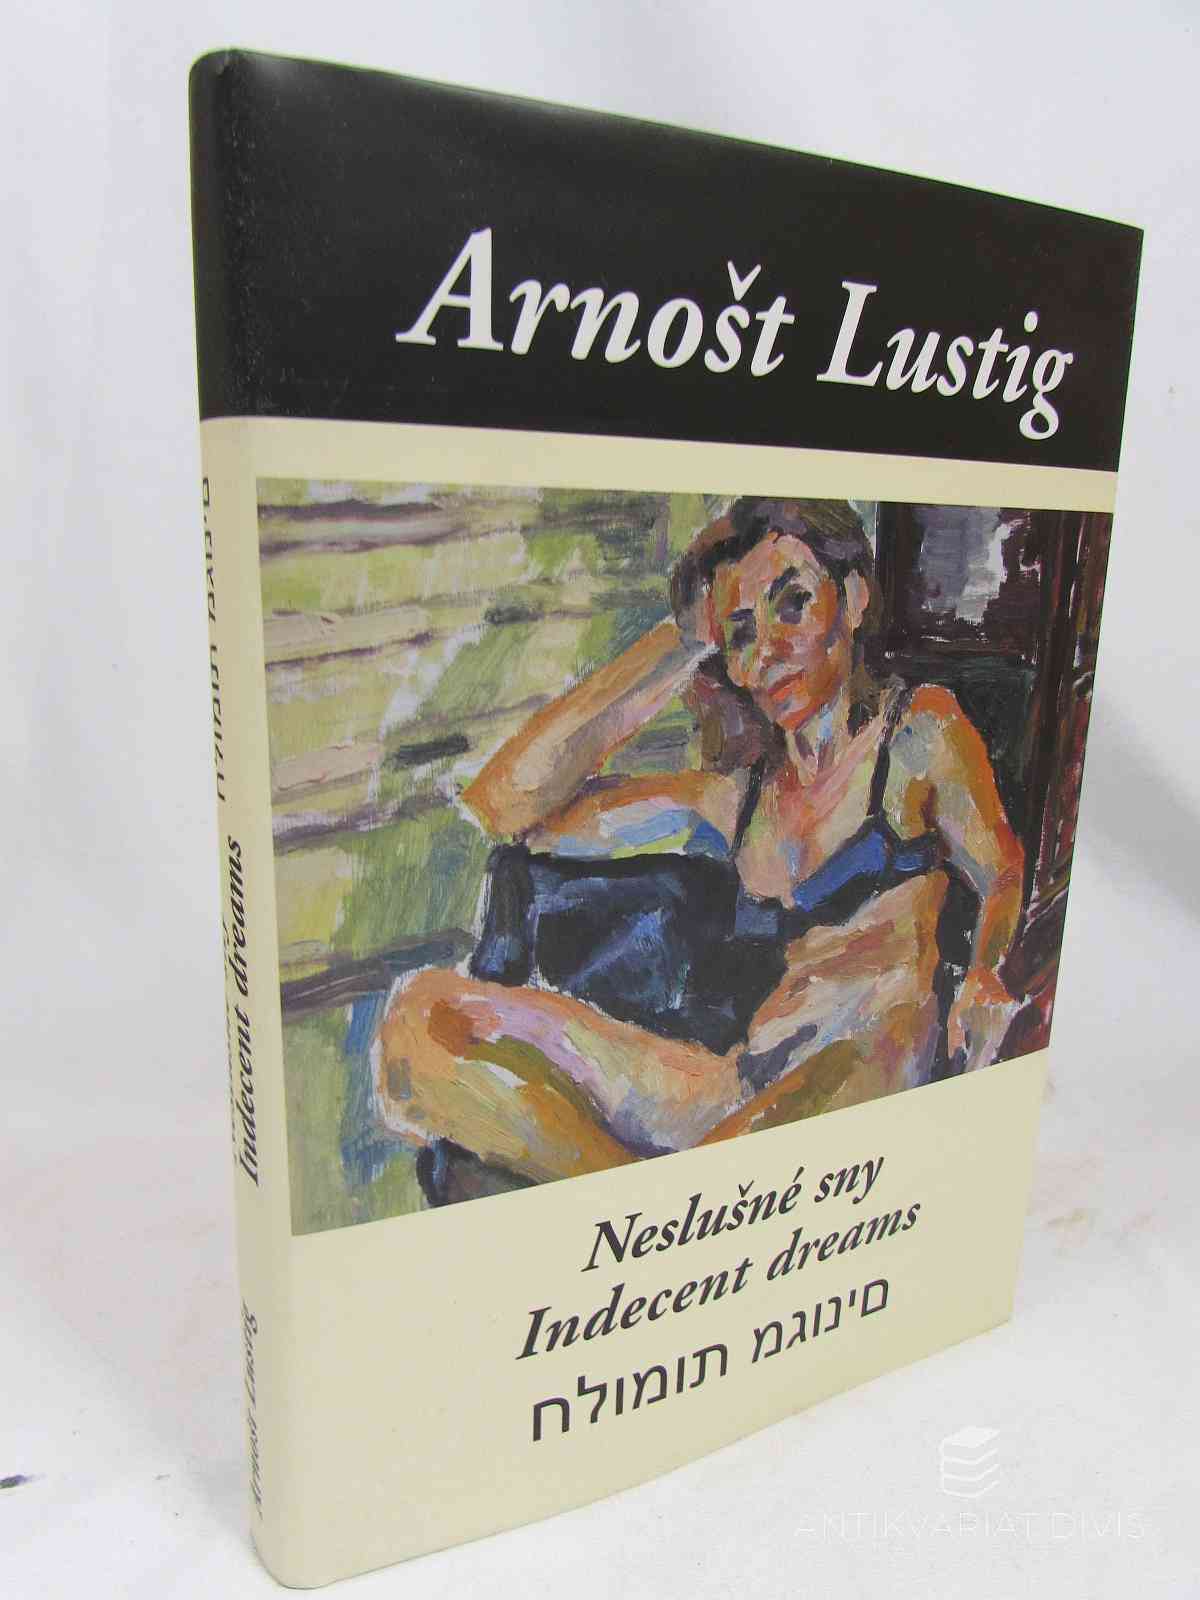 Arnošt Lustig
Neslušné sny
Indecent dreams
חלומות מגונים
Arnošt Lustig
Indecent dreams
חלומות מגונים
ANTIKVARIAT DIVIS